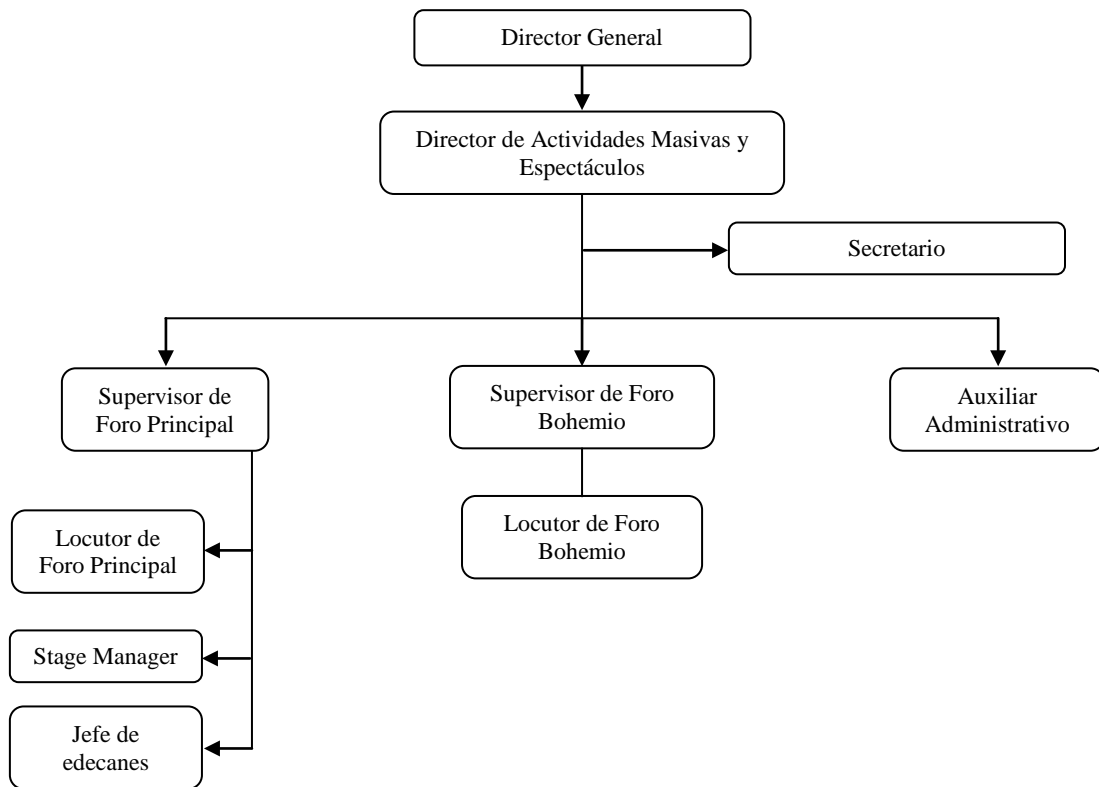 Director General
Director de Actividades Masivas y
Espectáculos
Secretario
Supervisor de
Foro Principal
Supervisor de Foro
Bohemio
Auxiliar
Administrativo
Locutor de
Foro Principal
Locutor de Foro
Bohemio
Stage Manager
Jefe de
edecanes